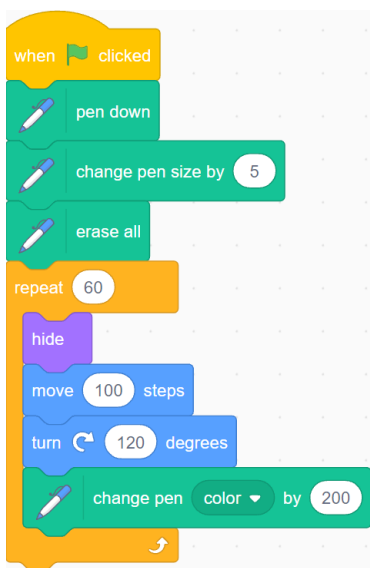 when clicked
pen down
change pen size by 5
erase all
repeat 60
hide
move 100 steps
turn 120 degrees
change pen color by 200